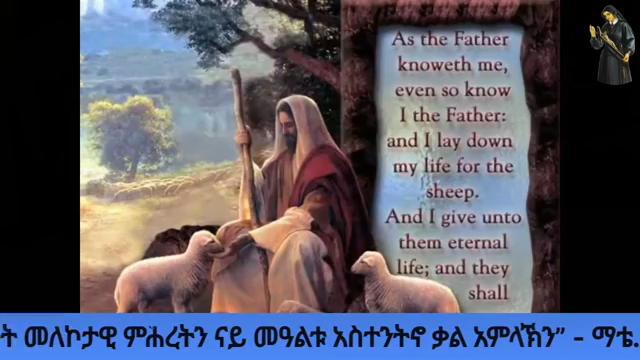 As the Father
knoweth me,
even so know
I the Father:
and I lay down
my life for the
sheep.
And I give unto
them eternal
life; and they
shall
ት መለኮታዊ ምሕረትን ናይ መዓልቱ አስተንትኖ ቃል አምላኽን” - ማቴ.